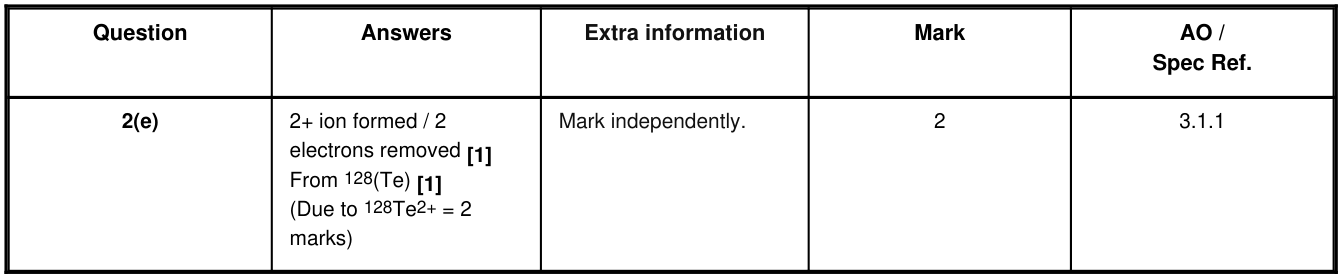 Question Answers Extra information Mark AO /
Spec Ref.
2(e) 2+ ion formed / 2 Mark independently. 2 3.1.1
electrons removed [1]
From 128(Te) [1]
(Due to 128Te2+ = 2
marks)